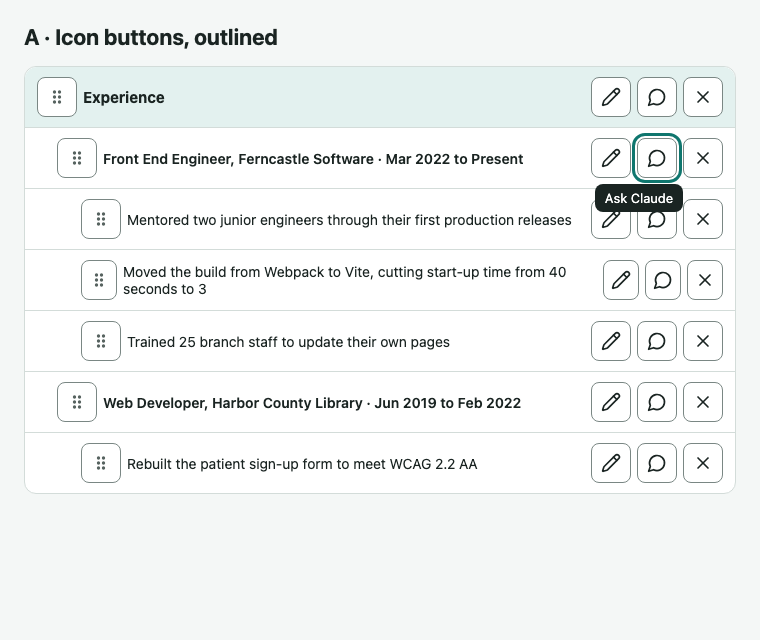 A · Icon buttons, outlined
Experience
Front End Engineer, Ferncastle Software · Mar 2022 to Present
Ask Claude
Mentored two junior engineers through their first production releases
Moved the build from Webpack to Vite, cutting start-up time from 40
seconds to 3
Trained 25 branch staff to update their own pages
Web Developer, Harbor County Library · Jun 2019 to Feb 2022
Rebuilt the patient sign-up form to meet WCAG 2.2 AA